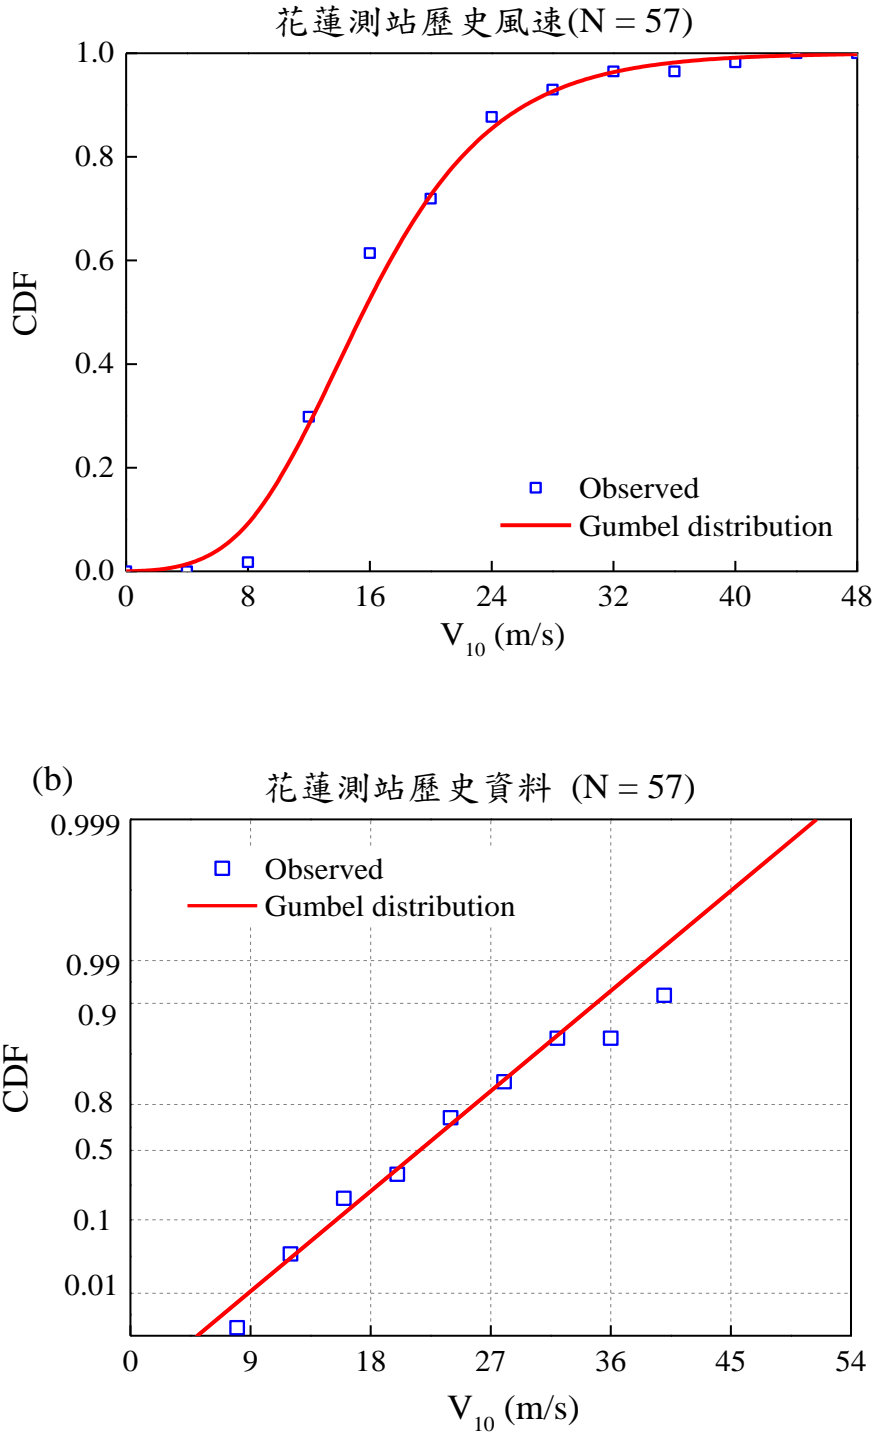 花蓮測站歷史風速(N = 57)
1.0
0.8
0.6
0.4
0.2
0.0
CDF
Observed
Gumbel distribution
0 8 16 24 32 40 48
V10 (m/s)
(b)
花蓮測站歷史資料 (N = 57)
0.999
0.99
0.9
0.8
0.5
0.1
0.01
CDF
Observed
Gumbel distribution
0 9 18 27 36 45 54
V10 (m/s)